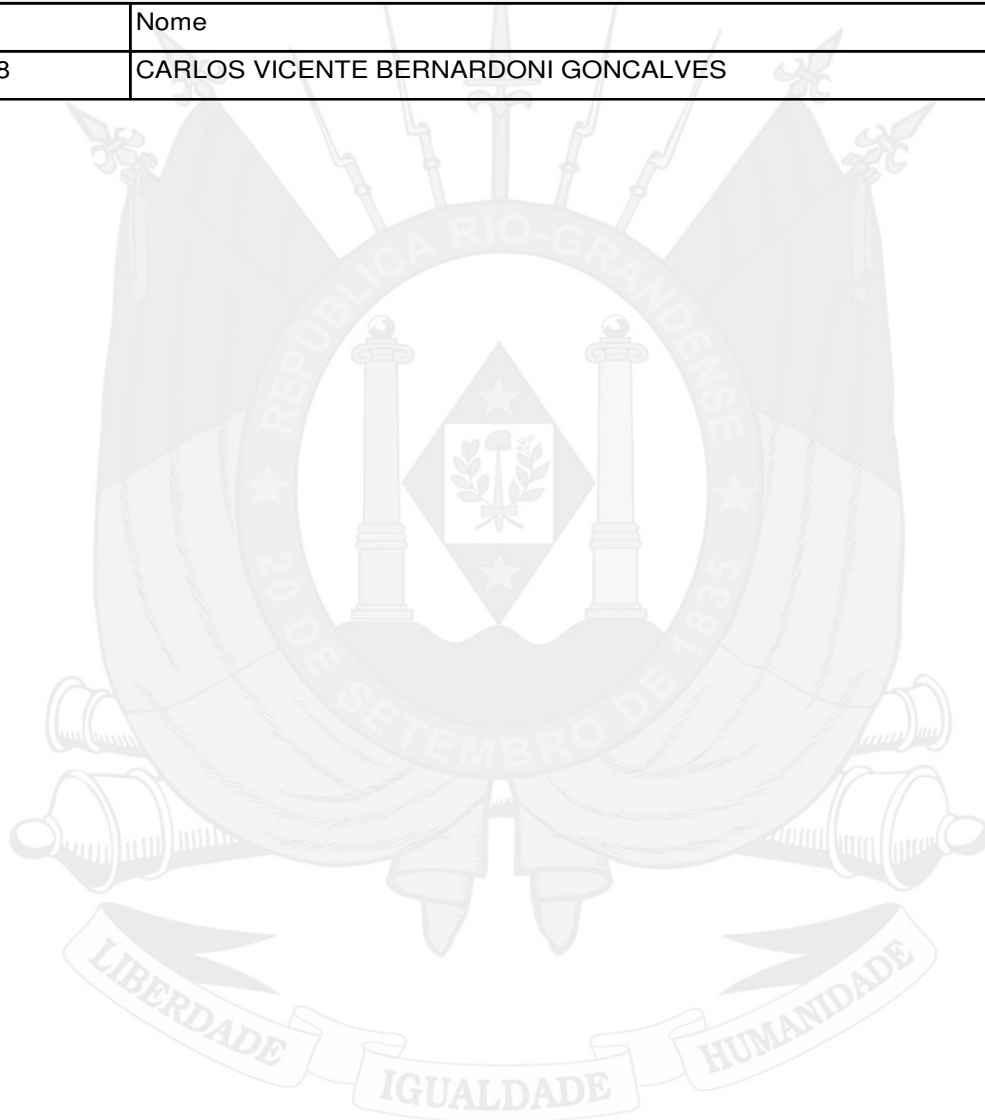 Nome
8 CARLOS VICENTE BERNARDONI GONCALVES
REPÚBLICA RIO-GRANDENSE
20 DE SETEMBRO DE 1835
LIBERDADE
IGUALDADE
HUMANIDADE